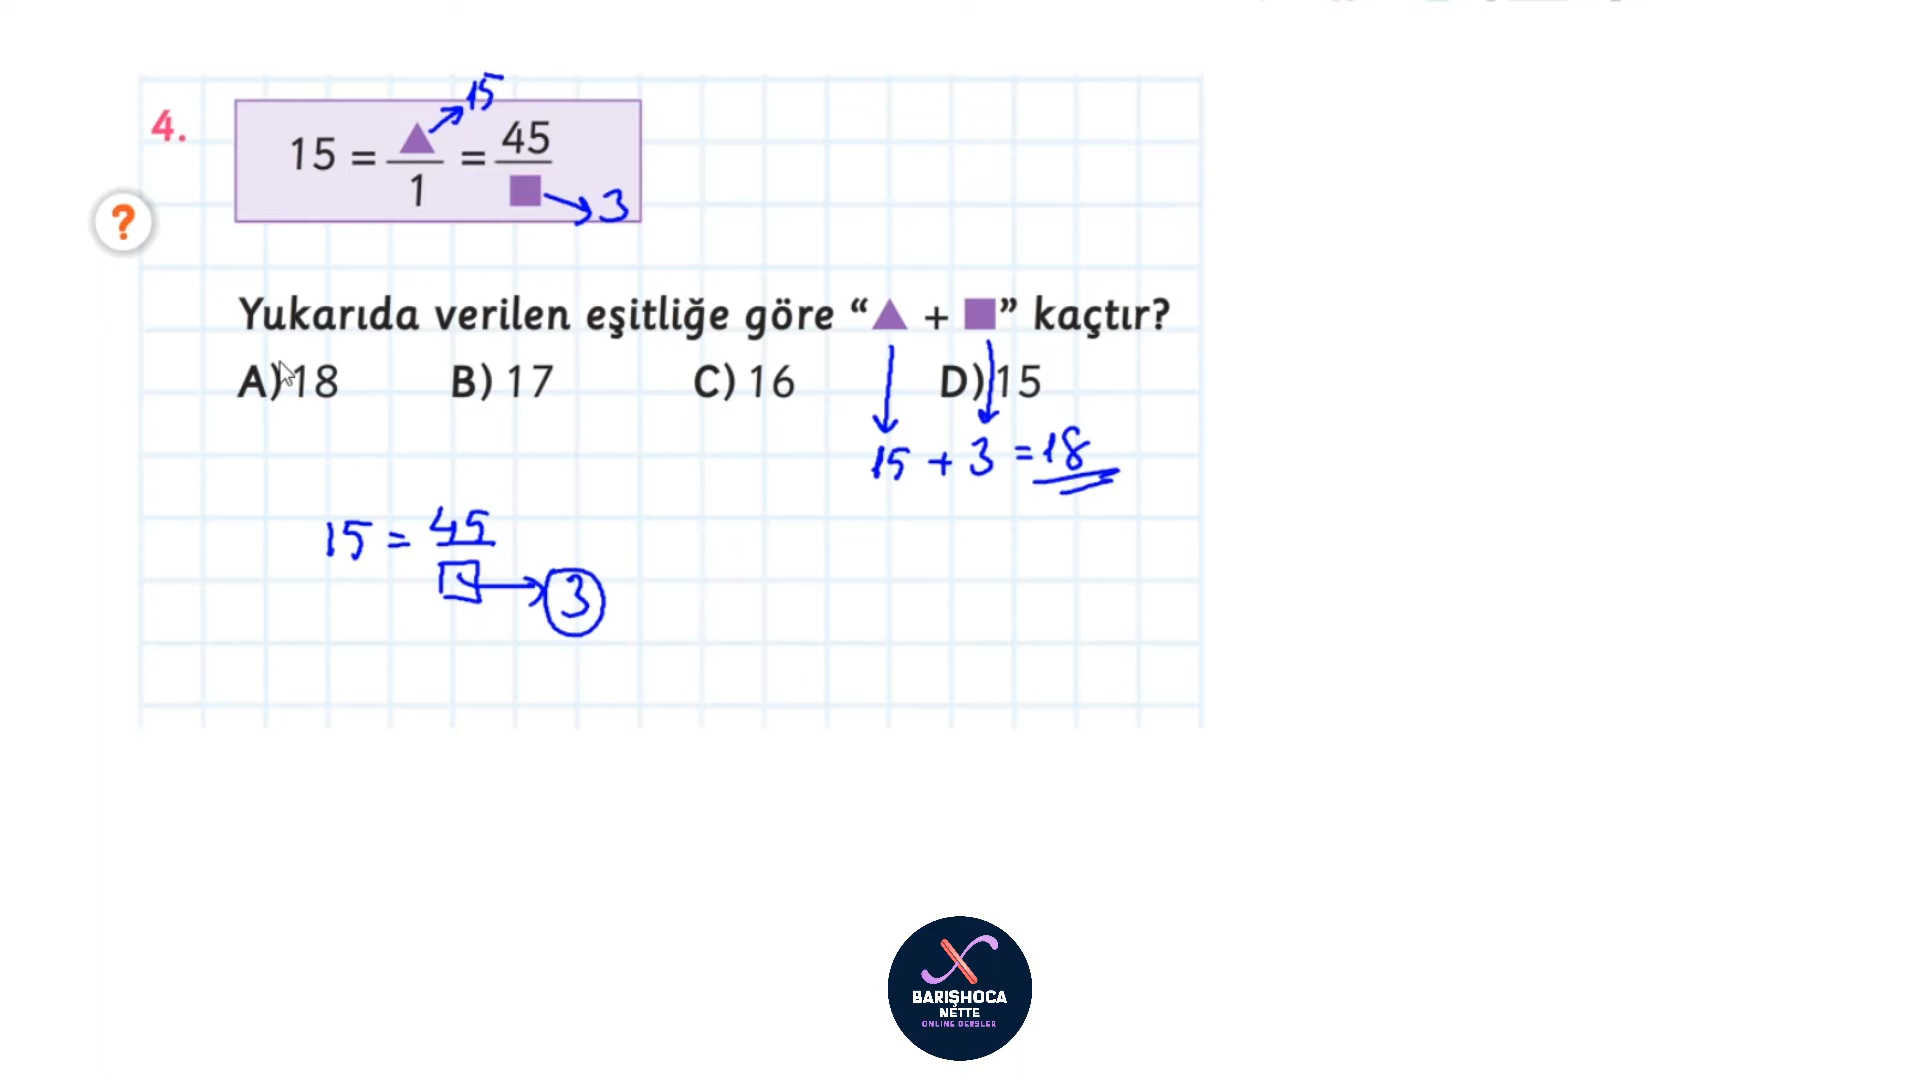 15
4.
15 = ▲/1 = 45/■
3
?
Yukarıda verilen eşitliğe göre “▲ + ■” kaçtır?
A) 18 B) 17 C) 16 D) 15
15 + 3 = 18
15 = 45/□
3
BARIŞHOCA
NETTE
ONLINE DERSLER